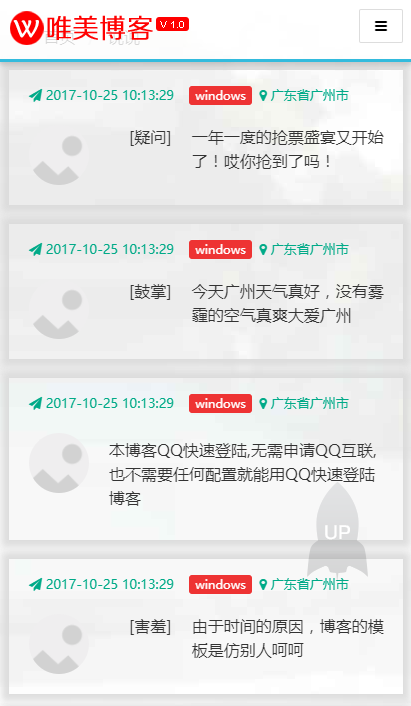 唯美博客 V 1.0
2017-10-25 10:13:29 windows 广东省广州市
[疑问] 一年一度的抢票盛宴又开始
了！哎你抢到了吗！
2017-10-25 10:13:29 windows 广东省广州市
[鼓掌] 今天广州天气真好，没有雾
霾的空气真爽大爱广州
2017-10-25 10:13:29 windows 广东省广州市
本博客QQ快速登陆,无需申请QQ互联,
也不需要任何配置就能用QQ快速登陆
博客
UP
2017-10-25 10:13:29 windows 广东省广州市
[害羞] 由于时间的原因，博客的模
板是仿别人呵呵